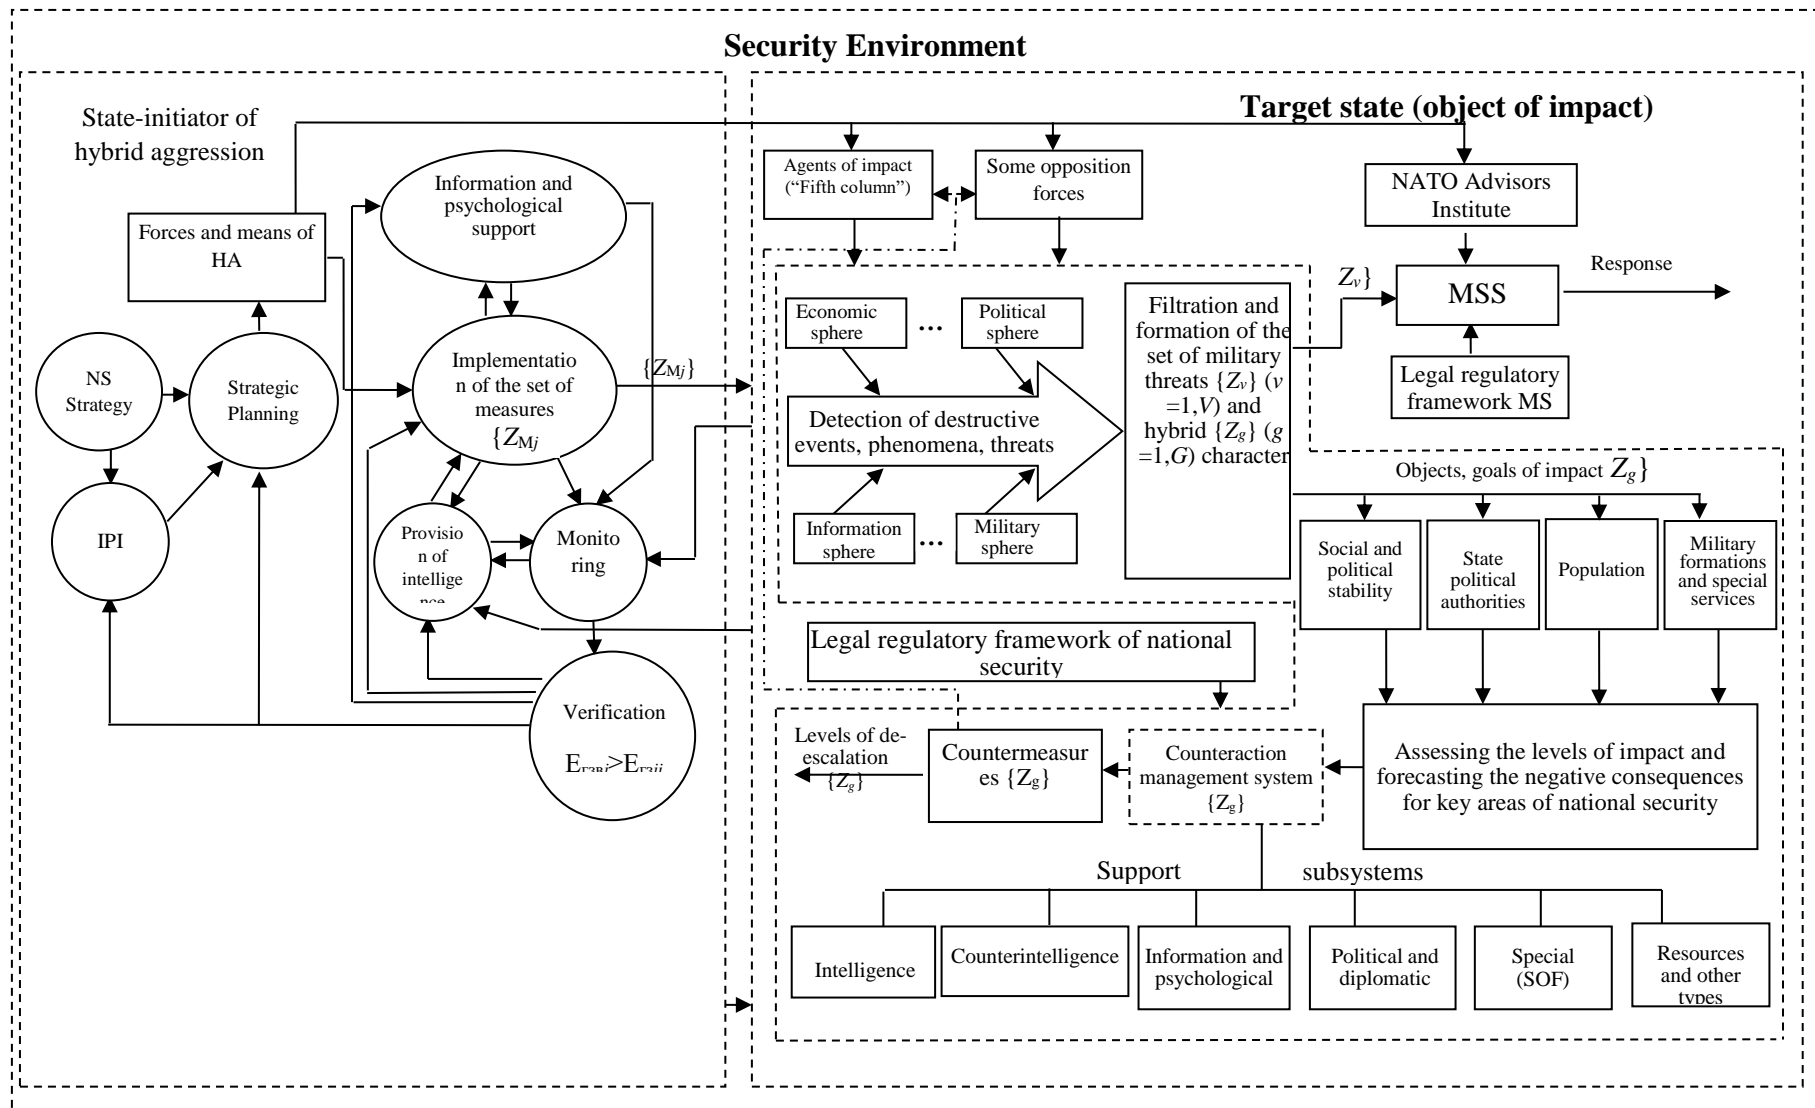 Security Environment
State-initiator of
hybrid aggression
Target state (object of impact)
Information and
psychological
support
Forces and means of
HA
NS
Strategy
Strategic
Planning
IPI
Implementatio
n of the set of
measures
{ZMj
{ZMj}
Provisio
n of
intellige
nce
Monito
ring
Verification
Agents of impact
(“Fifth column”)
Some opposition
forces
NATO Advisors
Institute
Zv}
MSS
Response
Legal regulatory
framework MS
Economic
sphere
...
Political
sphere
Detection of destructive
events, phenomena, threats
Information
sphere
...
Military
sphere
Filtration and
formation of the
set of military
threats {Zv} (v
=1,V) and
hybrid {Zg} (g
=1,G) character
Objects, goals of impact Zg}
Social and
political
stability
State
political
authorities
Population
Military
formations
and special
services
Legal regulatory framework of national
security
Levels of de-
escalation
{Zg}
Countermeasur
es {Zg}
Counteraction
management system
{Zg}
Assessing the levels of impact and
forecasting the negative consequences
for key areas of national security
Support subsystems
Intelligence
Counterintelligence
Information and
psychological
Political and
diplomatic
Special
(SOF)
Resources
and other
types